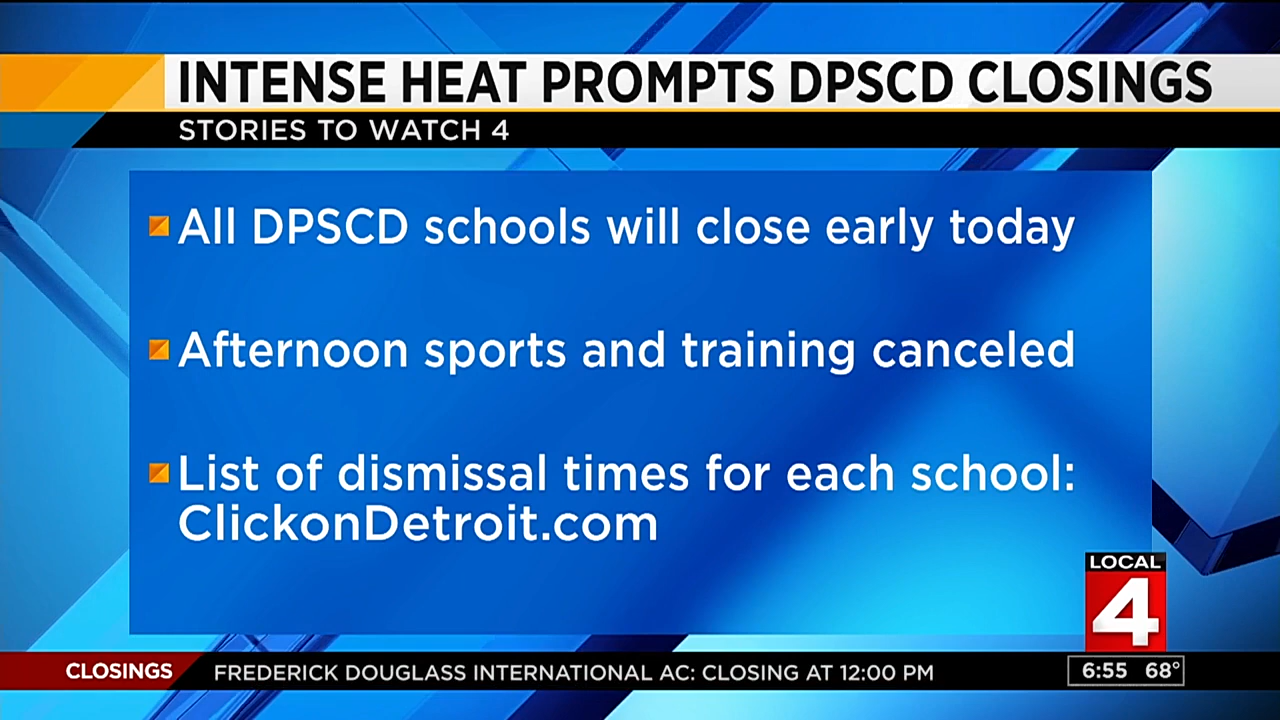 INTENSE HEAT PROMPTS DPSCD CLOSINGS
STORIES TO WATCH 4
All DPSCD schools will close early today
Afternoon sports and training canceled
List of dismissal times for each school:
ClickonDetroit.com
LOCAL
4
CLOSINGS FREDERICK DOUGLASS INTERNATIONAL AC: CLOSING AT 12:00 PM 6:55 68°